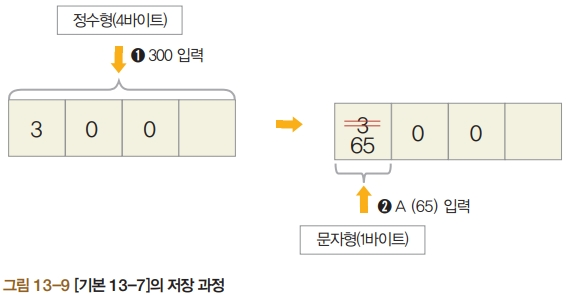 정수형(4바이트)
❶ 300 입력
3 0 0
3 0 0
65
❷ A (65) 입력
문자형(1바이트)
그림 13-9 [기본 13-7]의 저장 과정